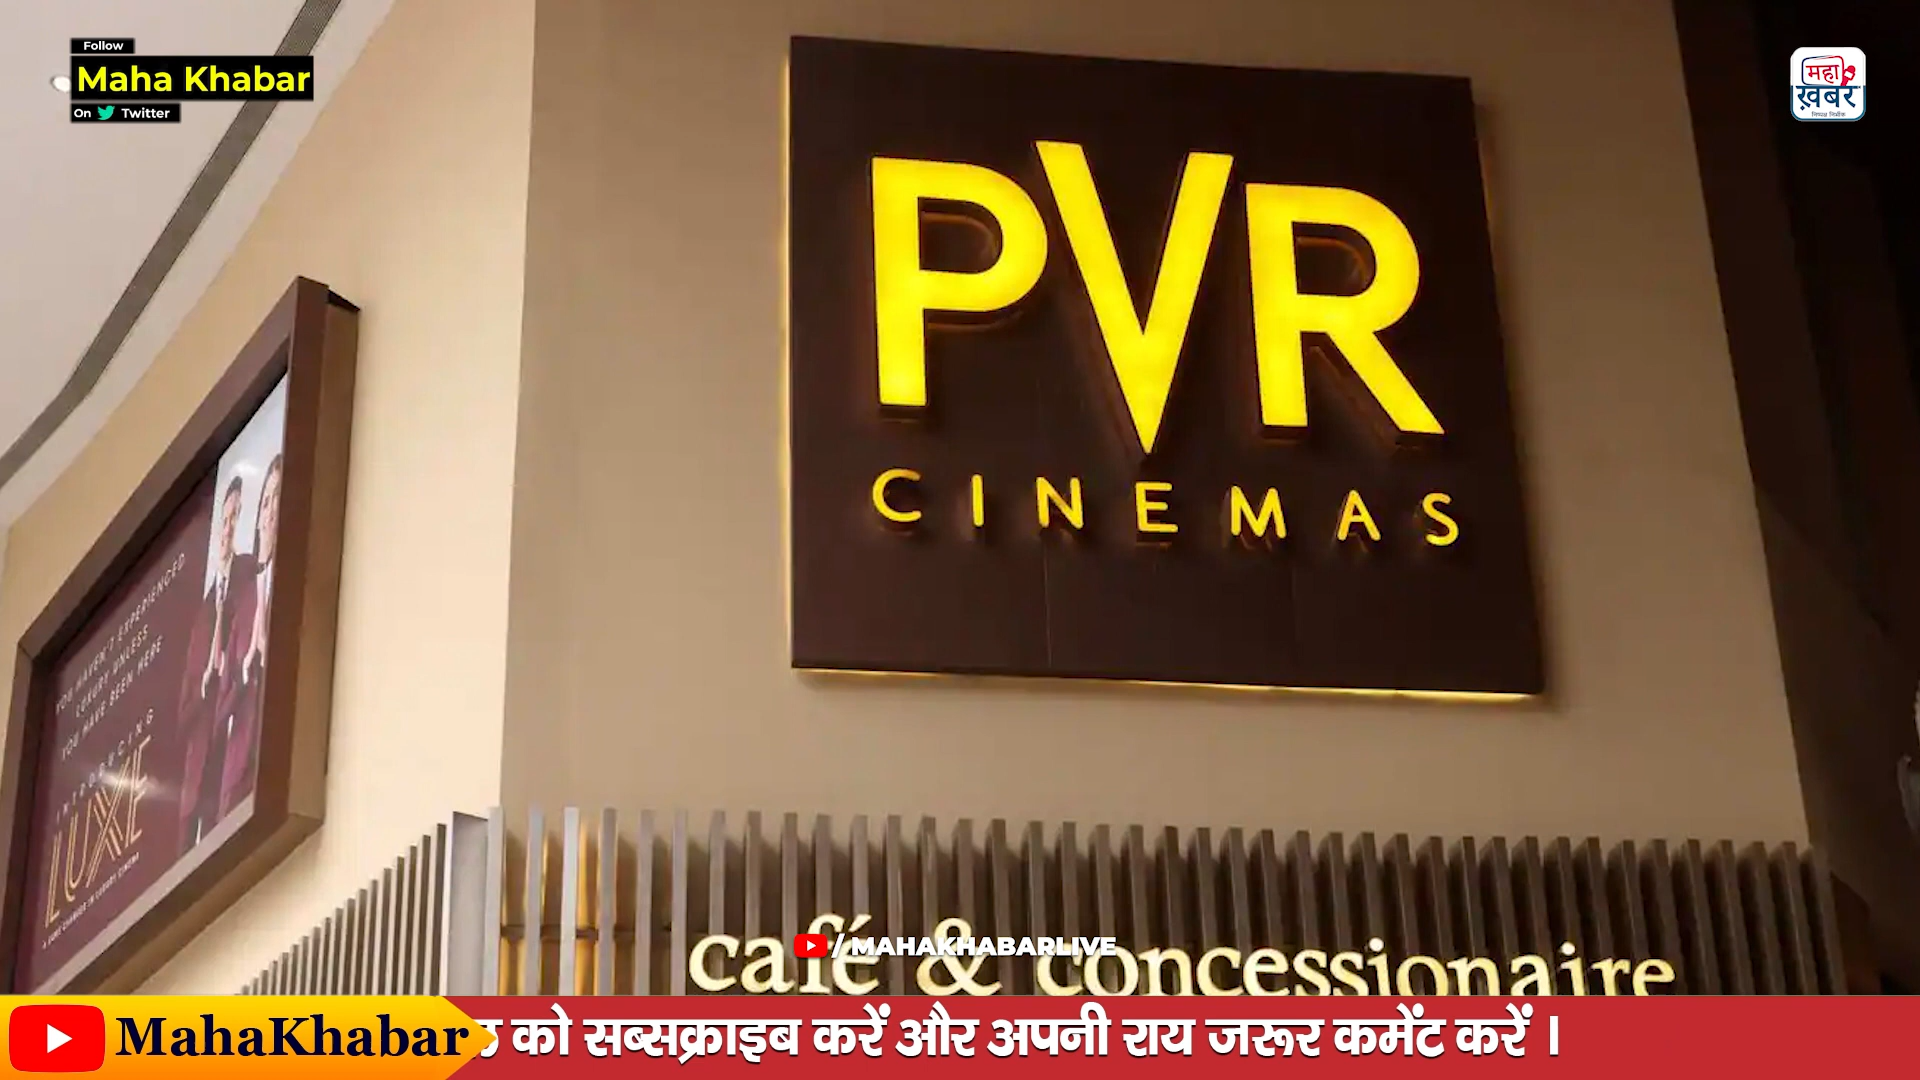 Follow
Maha Khabar
On Twitter
महा
ख़बर
PVR
CINEMAS
YOU HAVEN'T EXPERIENCED
LUXURY UNLESS
YOU HAVE BEEN HERE
INTRODUCING
LUXE
café & concessionaire
/MAHAKHABARLIVE
MahaKhabar
को सब्सक्राइब करें और अपनी राय जरूर कमेंट करें ।